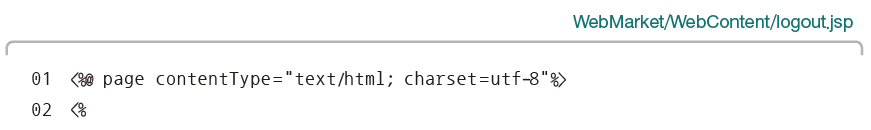 WebMarket/WebContent/logout.jsp
01 <%@ page contentType="text/html; charset=utf-8"%>
02 <%